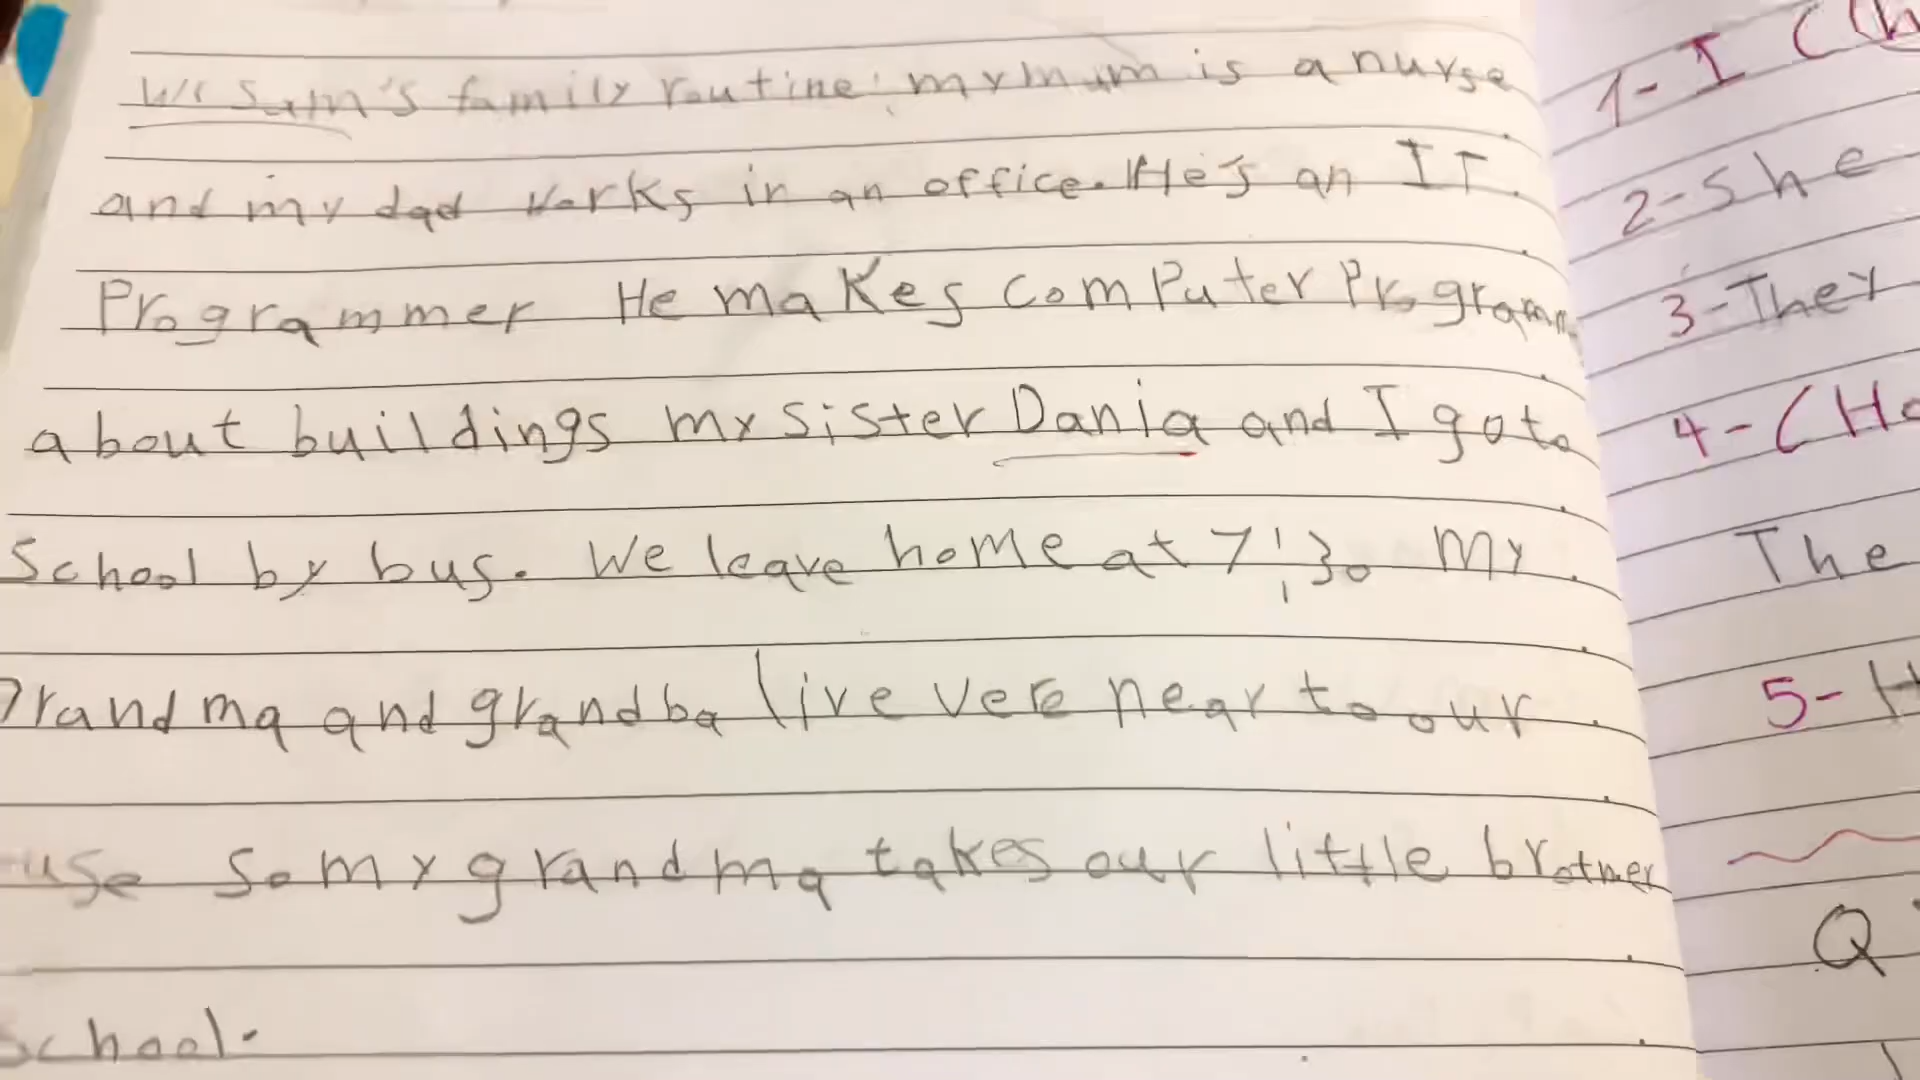 Wisam's family routine: my mum is a nurse
and my dad works in an office. He's an IT
Programmer He makes computer Program
about buildings my sister Dania and I go to
School by bus. We leave home at 7:30 My
Grandma and grandba live vere near to our
use So my grandma takes our little brother
School.
1- I
2- She
3- They
4- (
The
5- H
Q